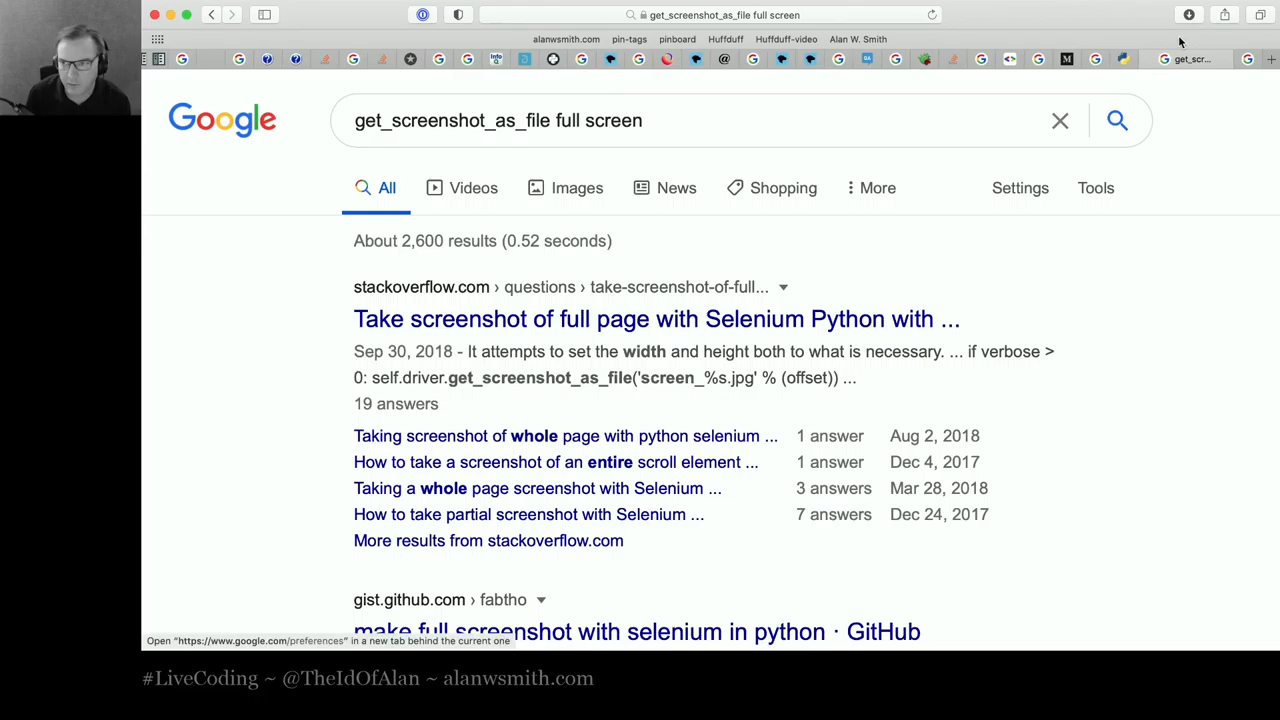 get_screenshot_as_file full screen
alanwsmith.com pin-tags pinboard Huffduff Huffduff-video Alan W. Smith
get_scr...
Google
get_screenshot_as_file full screen
All Videos Images News Shopping More Settings Tools
About 2,600 results (0.52 seconds)
stackoverflow.com › questions › take-screenshot-of-full...
Take screenshot of full page with Selenium Python with ...
Sep 30, 2018 - It attempts to set the width and height both to what is necessary. ... if verbose >
0: self.driver.get_screenshot_as_file('screen_%s.jpg' % (offset)) ...
19 answers
Taking screenshot of whole page with python selenium ... 1 answer Aug 2, 2018
How to take a screenshot of an entire scroll element ... 1 answer Dec 4, 2017
Taking a whole page screenshot with Selenium ... 3 answers Mar 28, 2018
How to take partial screenshot with Selenium ... 7 answers Dec 24, 2017
More results from stackoverflow.com
gist.github.com › fabtho
make full screenshot with selenium in python · GitHub
Open "https://www.google.com/preferences" in a new tab behind the current one
#LiveCoding ~ @TheIdOfAlan ~ alanwsmith.com